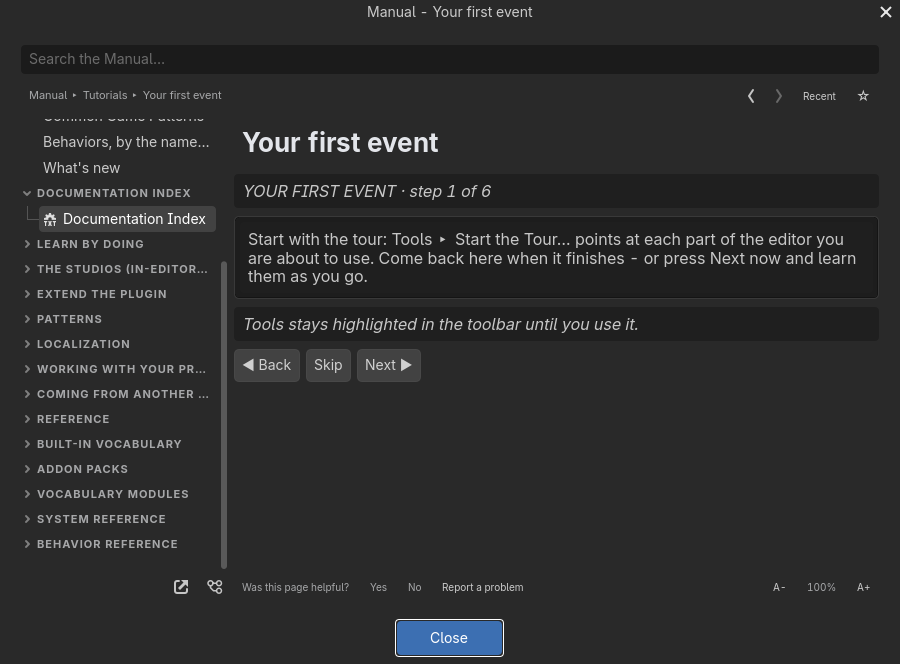 Manual - Your first event
Search the Manual...
Manual ‣ Tutorials ‣ Your first event
Recent
Behaviors, by the name...
What's new
DOCUMENTATION INDEX
Documentation Index
LEARN BY DOING
THE STUDIOS (IN-EDITOR...
EXTEND THE PLUGIN
PATTERNS
LOCALIZATION
WORKING WITH YOUR PR...
COMING FROM ANOTHER ...
REFERENCE
BUILT-IN VOCABULARY
ADDON PACKS
VOCABULARY MODULES
SYSTEM REFERENCE
BEHAVIOR REFERENCE
Your first event
YOUR FIRST EVENT · step 1 of 6
Start with the tour: Tools ‣ Start the Tour... points at each part of the editor you
are about to use. Come back here when it finishes - or press Next now and learn
them as you go.
Tools stays highlighted in the toolbar until you use it.
◀ Back Skip Next ▶
Was this page helpful? Yes No Report a problem
A- 100% A+
Close